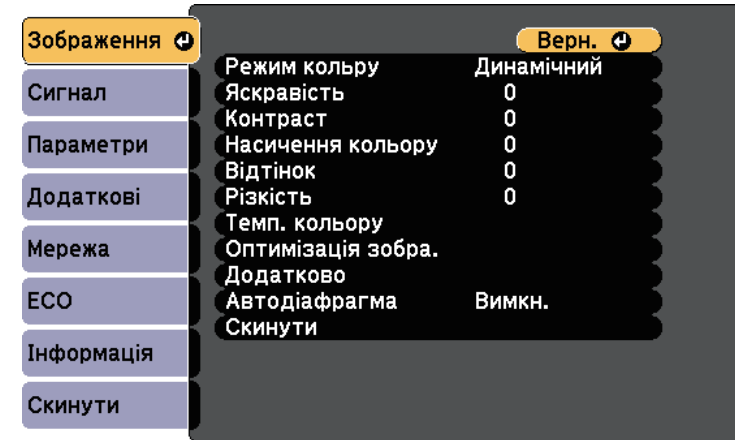 Зображення
Сигнал
Параметри
Додаткові
Мережа
ECO
Інформація
Скинути
Верн.
Режим кольру Динамічний
Яскравість 0
Контраст 0
Насичення кольору 0
Відтінок 0
Різкість 0
Темп. кольору
Оптимізація зобра.
Додатково
Автодіафрагма Вимкн.
Скинути